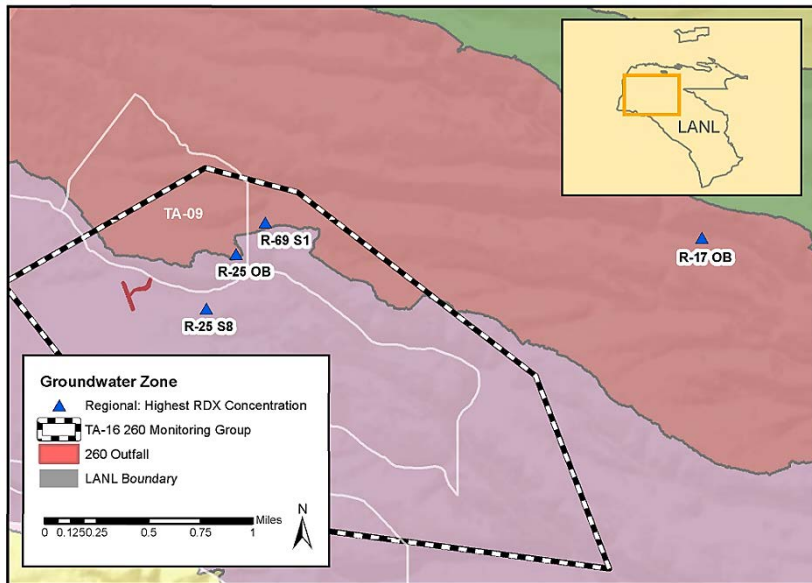 LANL
TA-09
R-69 S1
R-17 OB
R-25 OB
R-25 S8
Groundwater Zone
Regional: Highest RDX Concentration
TA-16 260 Monitoring Group
260 Outfall
LANL Boundary
N
Miles
0 0.1250.25 0.5 0.75 1